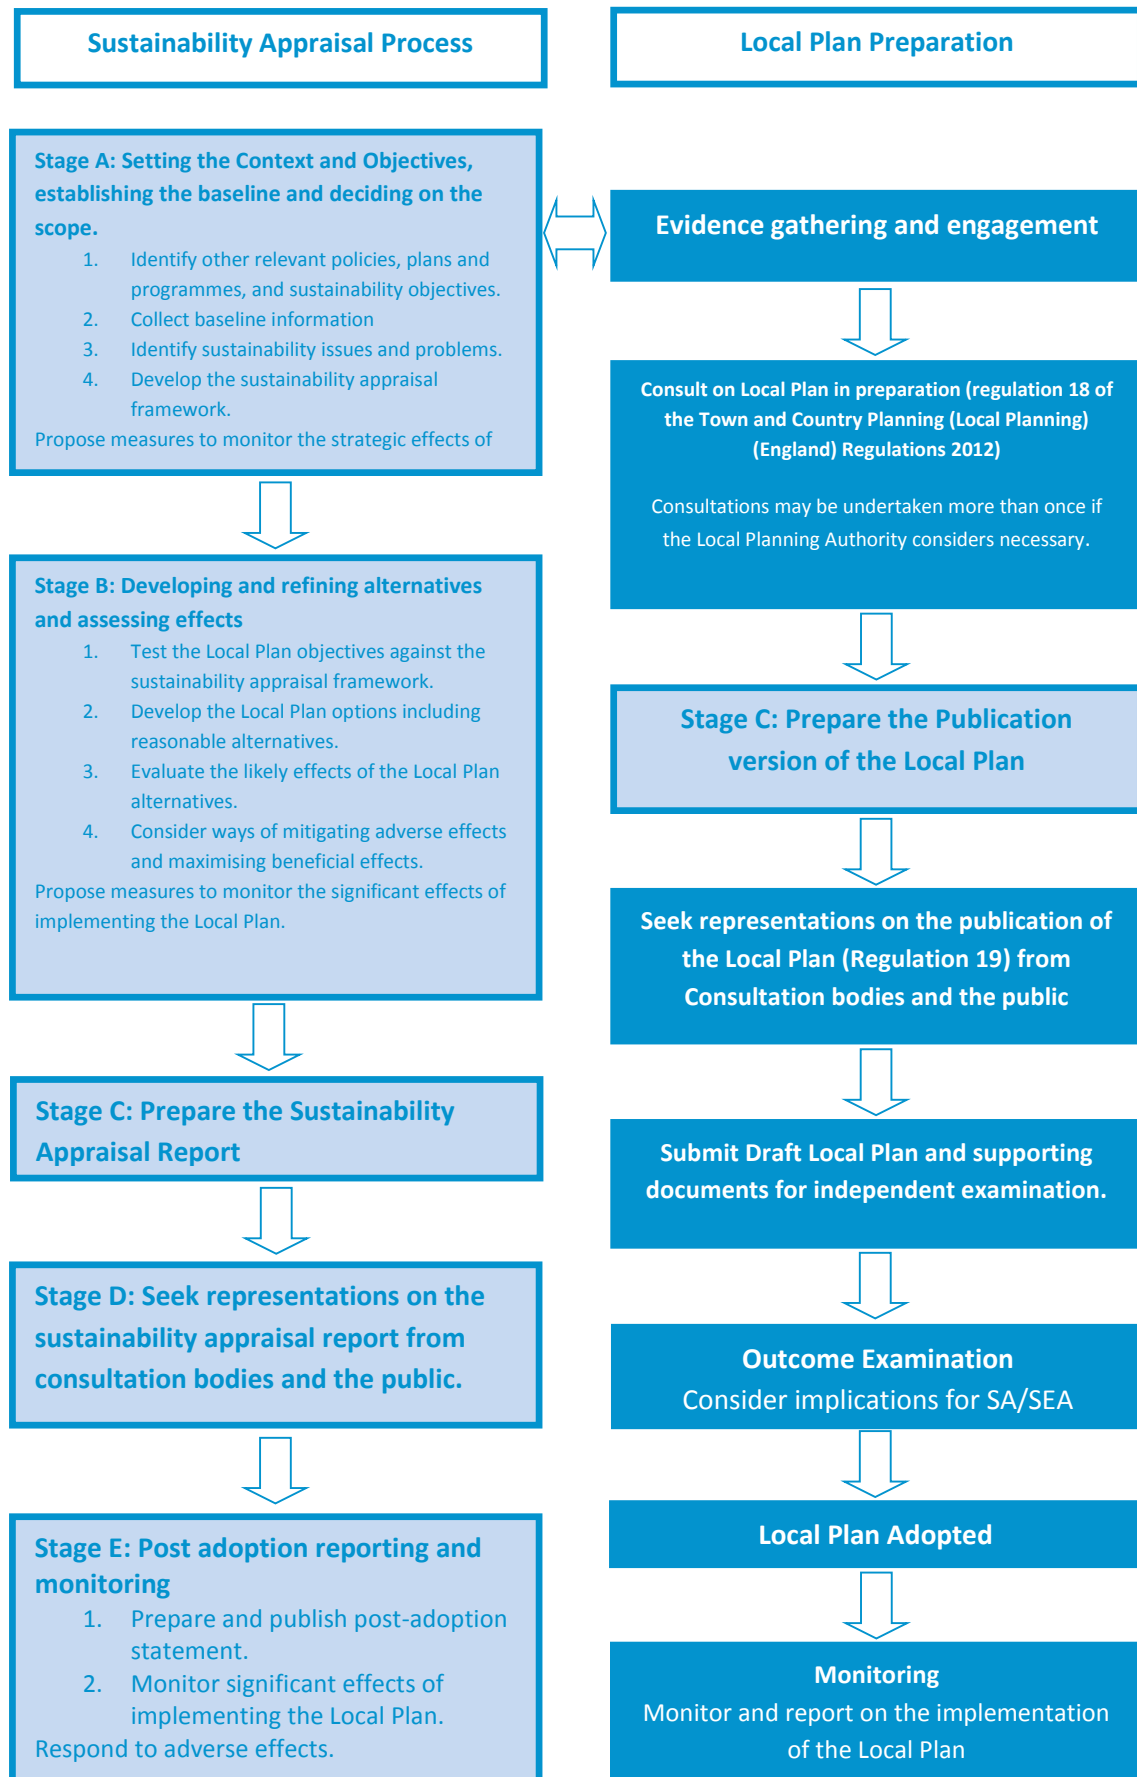 Sustainability Appraisal Process
Stage A: Setting the Context and Objectives,
establishing the baseline and deciding on the
scope.
1. Identify other relevant policies, plans and
programmes, and sustainability objectives.
2. Collect baseline information
3. Identify sustainability issues and problems.
4. Develop the sustainability appraisal
framework.
Propose measures to monitor the strategic effects of
Stage B: Developing and refining alternatives
and assessing effects
1. Test the Local Plan objectives against the
sustainability appraisal framework.
2. Develop the Local Plan options including
reasonable alternatives.
3. Evaluate the likely effects of the Local Plan
alternatives.
4. Consider ways of mitigating adverse effects
and maximising beneficial effects.
Propose measures to monitor the significant effects of
implementing the Local Plan.
Stage C: Prepare the Sustainability
Appraisal Report
Stage D: Seek representations on the
sustainability appraisal report from
consultation bodies and the public.
Stage E: Post adoption reporting and
monitoring
1. Prepare and publish post-adoption
statement.
2. Monitor significant effects of
implementing the Local Plan.
Respond to adverse effects.
Local Plan Preparation
Evidence gathering and engagement
Consult on Local Plan in preparation (regulation 18 of
the Town and Country Planning (Local Planning)
(England) Regulations 2012)
Consultations may be undertaken more than once if
the Local Planning Authority considers necessary.
Stage C: Prepare the Publication
version of the Local Plan
Seek representations on the publication of
the Local Plan (Regulation 19) from
Consultation bodies and the public
Submit Draft Local Plan and supporting
documents for independent examination.
Outcome Examination
Consider implications for SA/SEA
Local Plan Adopted
Monitoring
Monitor and report on the implementation
of the Local Plan